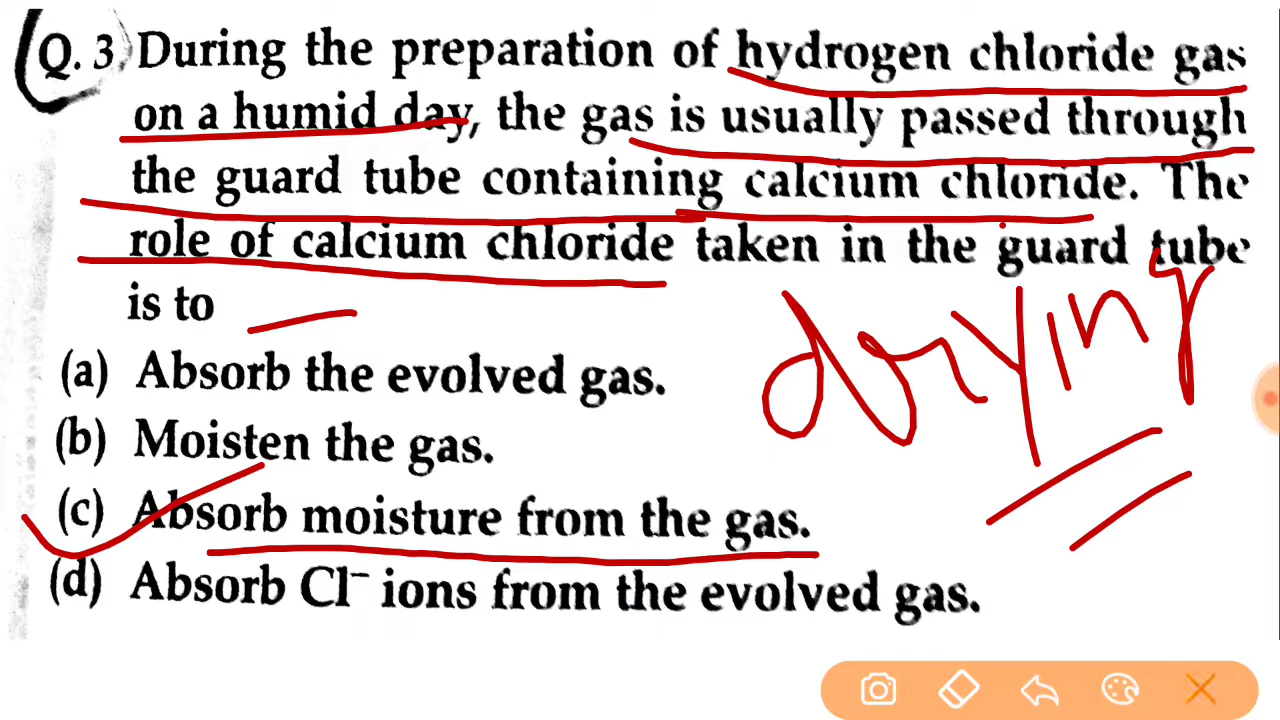 Q. 3 During the preparation of hydrogen chloride gas
on a humid day, the gas is usually passed through
the guard tube containing calcium chloride. The
role of calcium chloride taken in the guard tube
is to
drying
(a) Absorb the evolved gas.
(b) Moisten the gas.
(c) Absorb moisture from the gas.
(d) Absorb Cl⁻ ions from the evolved gas.